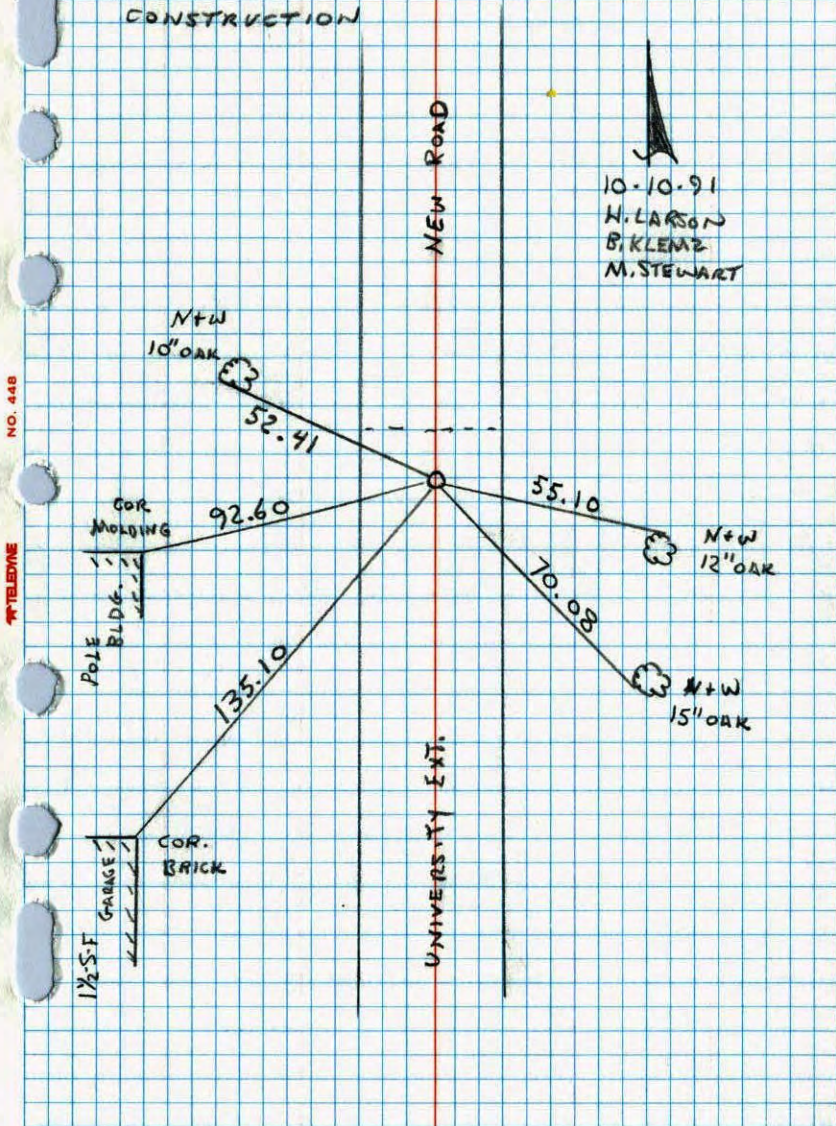 CONSTRUCTION
NEW ROAD
10-10-91
H. LARSON
B. KLEMZ
M. STEWART
N+W
10" OAK
52.41
NO. 448
COR
MOLDING
92.60
55.10
N+W
12" OAK
TELEDYNE
POLE
BLDG.
70.08
135.10
N+W
15" OAK
UNIVERSITY EXT.
COR.
BRICK
GARAGE
1½-S-F